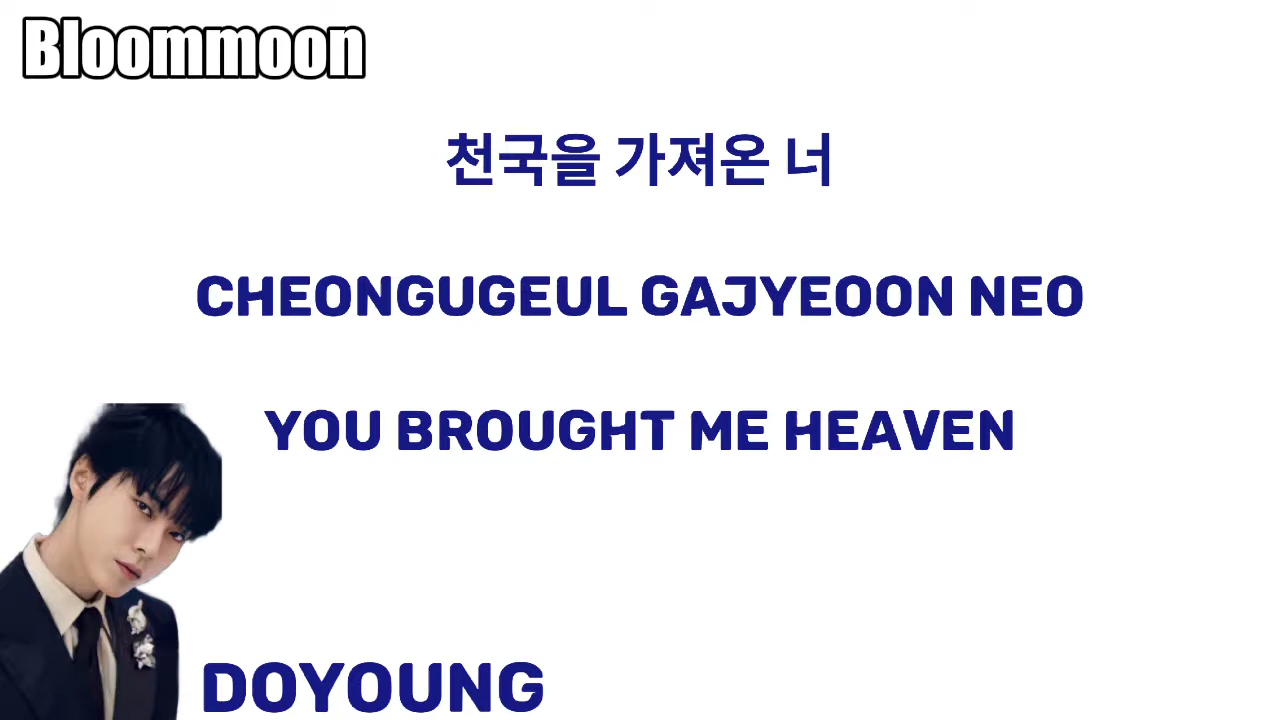 Bloommoon
천국을 가져온 너
CHEONGUGEUL GAJYEOON NEO
YOU BROUGHT ME HEAVEN
DOYOUNG